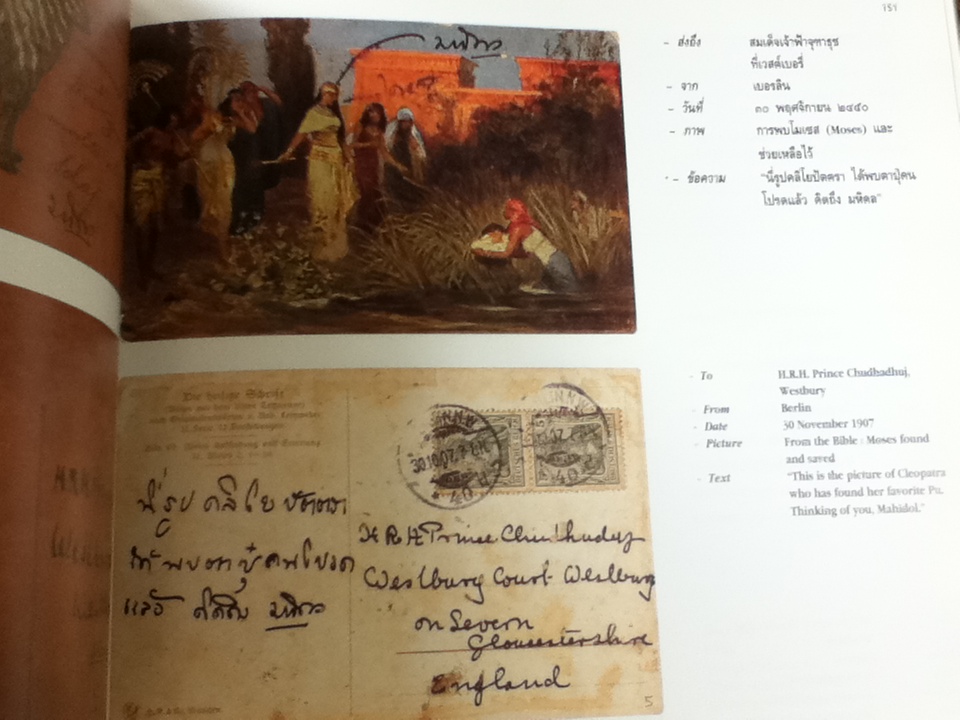 151
มหิดล
- ส่งถึง สมเด็จเจ้าฟ้าจุฑาธุช
ที่เวสต์เบอรี่
- จาก เบอรลิน
- วันที่ ๓๐ พฤศจิกายน ๒๔๕๐
- ภาพ การพบโมเซส (Moses) และ
ช่วยเหลือไว้
- ข้อความ "นี่รูปคลิโยปัตตรา ได้พบตาปุ๋คน
โปรดแล้ว คิดถึง มหิดล"
Die heilige Schrift
นี่รูป คลิโย ปัตตรา
ได้ พบตาปุ๋คนโปรด
แล้ว คิดถึง มหิดล
H R H Prince Chudhaduj
Westbury Court Westbury
on Severn
Gloucestershire
England
5
- To H.R.H. Prince Chudhadhuj,
Westbury
- From Berlin
- Date 30 November 1907
- Picture From the Bible : Moses found
and saved
- Text "This is the picture of Cleopatra
who has found her favorite Pu.
Thinking of you, Mahidol."